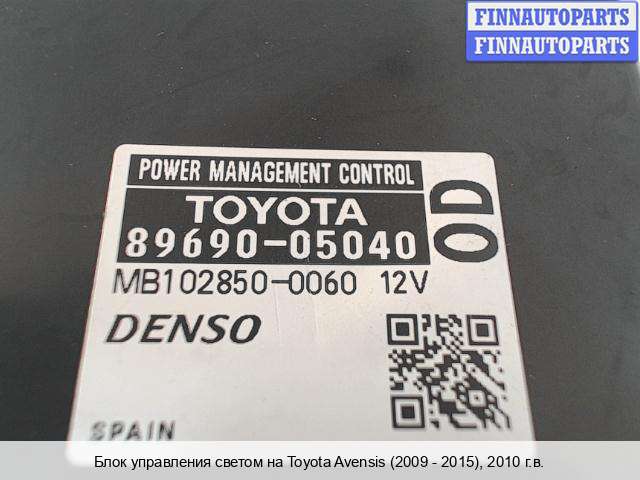 FINNAUTOPARTS
FINNAUTOPARTS
POWER MANAGEMENT CONTROL
TOYOTA
89690-05040
OD
MB102850-0060 12V
DENSO
SPAIN
Блок управления светом на Toyota Avensis (2009 - 2015), 2010 г.в.